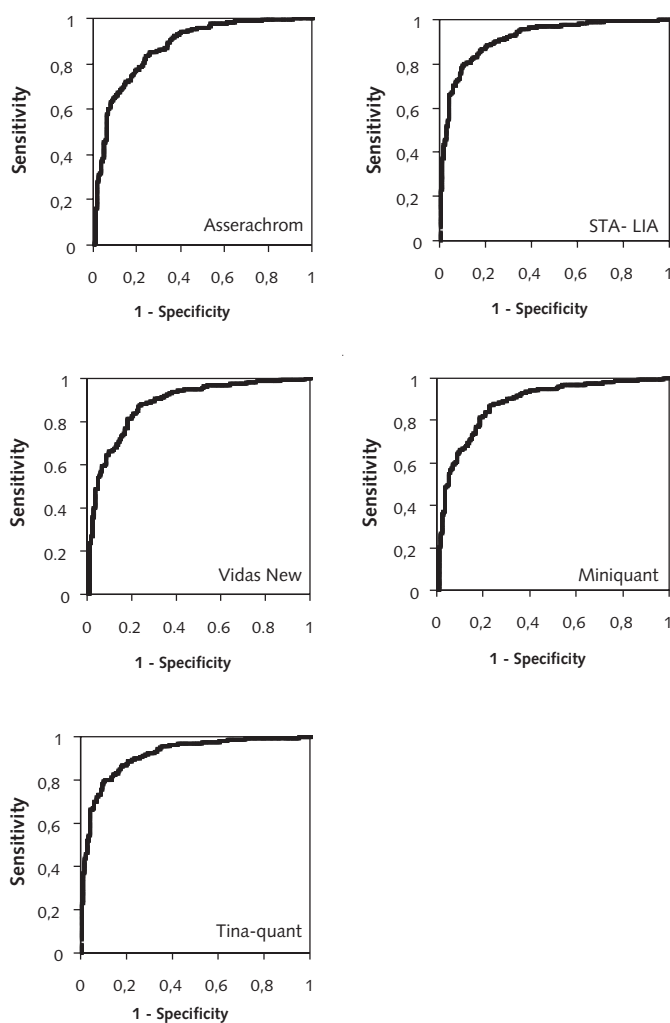 1
0,8
0,6
0,4
0,2
0
Sensitivity
Asserachrom
0 0,2 0,4 0,6 0,8 1
1 - Specificity
1
0,8
0,6
0,4
0,2
0
Sensitivity
STA- LIA
0 0,2 0,4 0,6 0,8 1
1 - Specificity
1
0.8
0.6
0.4
0.2
0
Sensitivity
Vidas New
0 0.2 0.4 0.6 0.8 1
1 - Specificity
1
0,8
0,6
0,4
0,2
0
Sensitivity
Miniquant
0 0,2 0,4 0,6 0,8 1
1 - Specificity
1
0,8
0,6
0,4
0,2
0
Sensitivity
Tina-quant
0 0,2 0,4 0,6 0,8 1
1 - Specificity